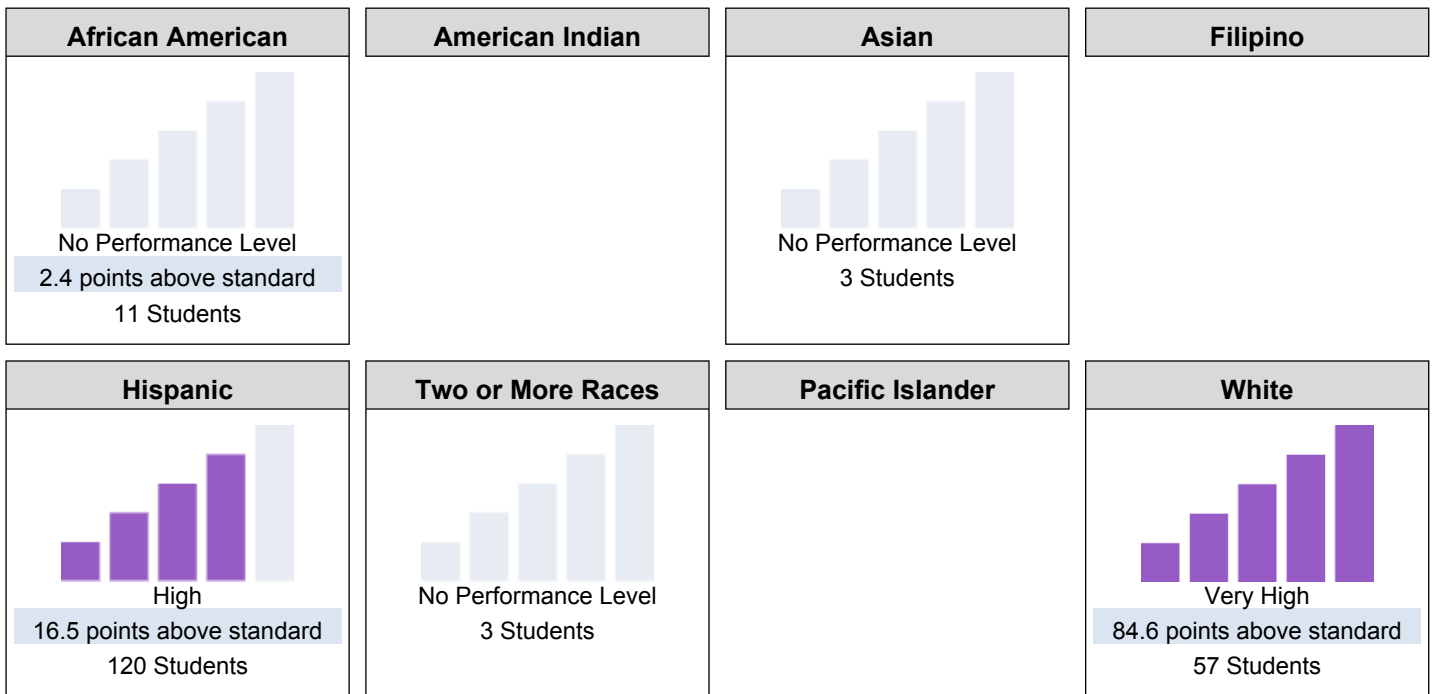 African American
American Indian
Asian
Filipino
No Performance Level
2.4 points above standard
11 Students
No Performance Level
3 Students
Hispanic
Two or More Races
Pacific Islander
White
High
16.5 points above standard
120 Students
No Performance Level
3 Students
Very High
84.6 points above standard
57 Students